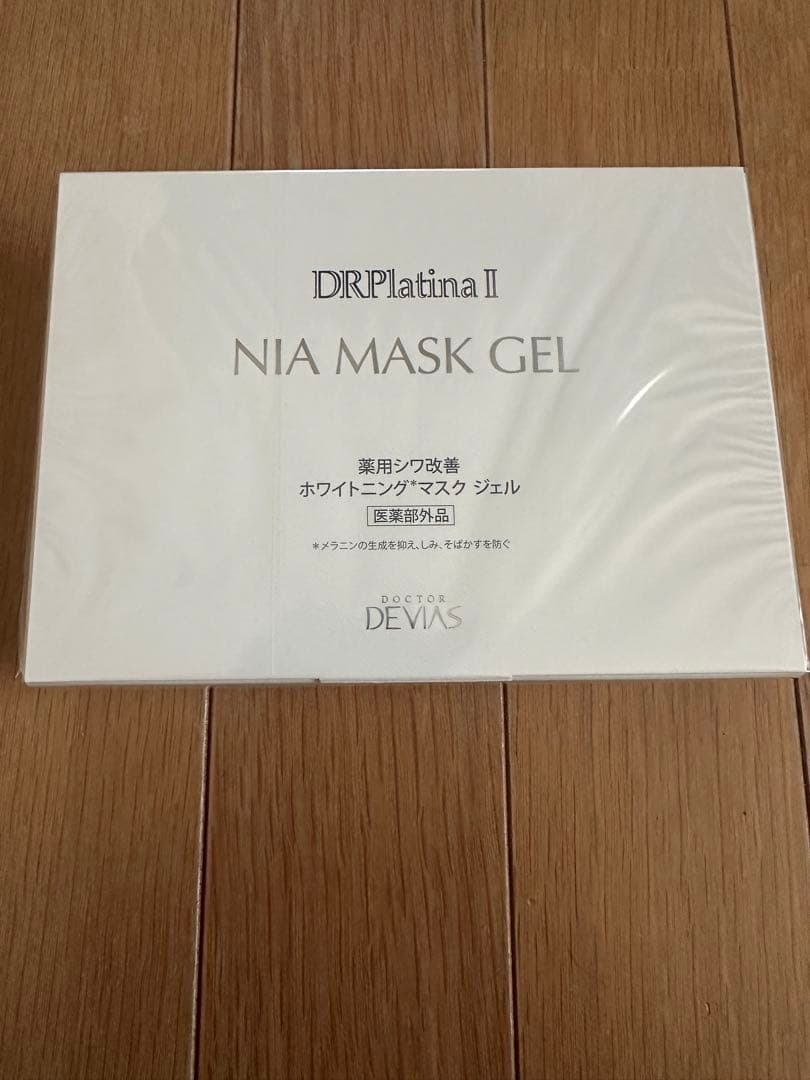 DRPlatina II
NIA MASK GEL
薬用シワ改善
ホワイトニング*マスク ジェル
医薬部外品
*メラニンの生成を抑え、しみ、そばかすを防ぐ
DOCTOR
DEVIAS